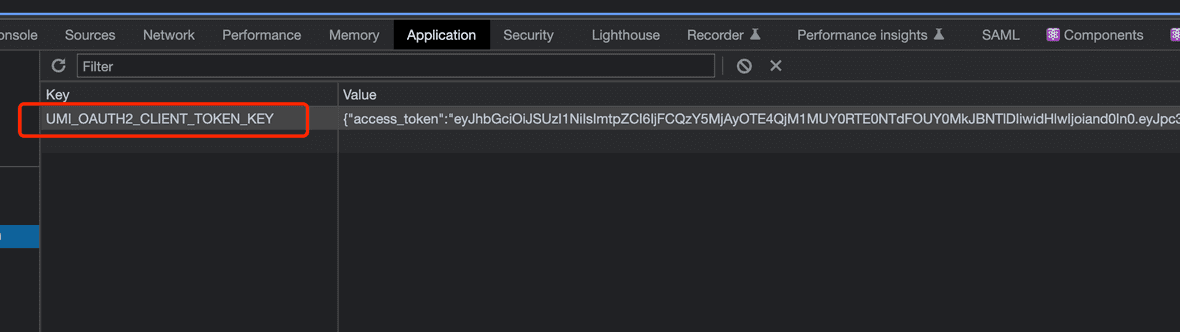 onsole Sources Network Performance Memory Application Security Lighthouse Recorder Performance insights SAML Components
Filter
Key Value
UMI_OAUTH2_CLIENT_TOKEN_KEY {"access_token":"eyJhbGciOiJSUzI1NiIsImtpZCI6IjFCQzY5MjAyOTE4QjM1MUY0RTE0NTdFOUY0MkJBNTlDIiwidHlwIjoiand0In0.eyJpc3